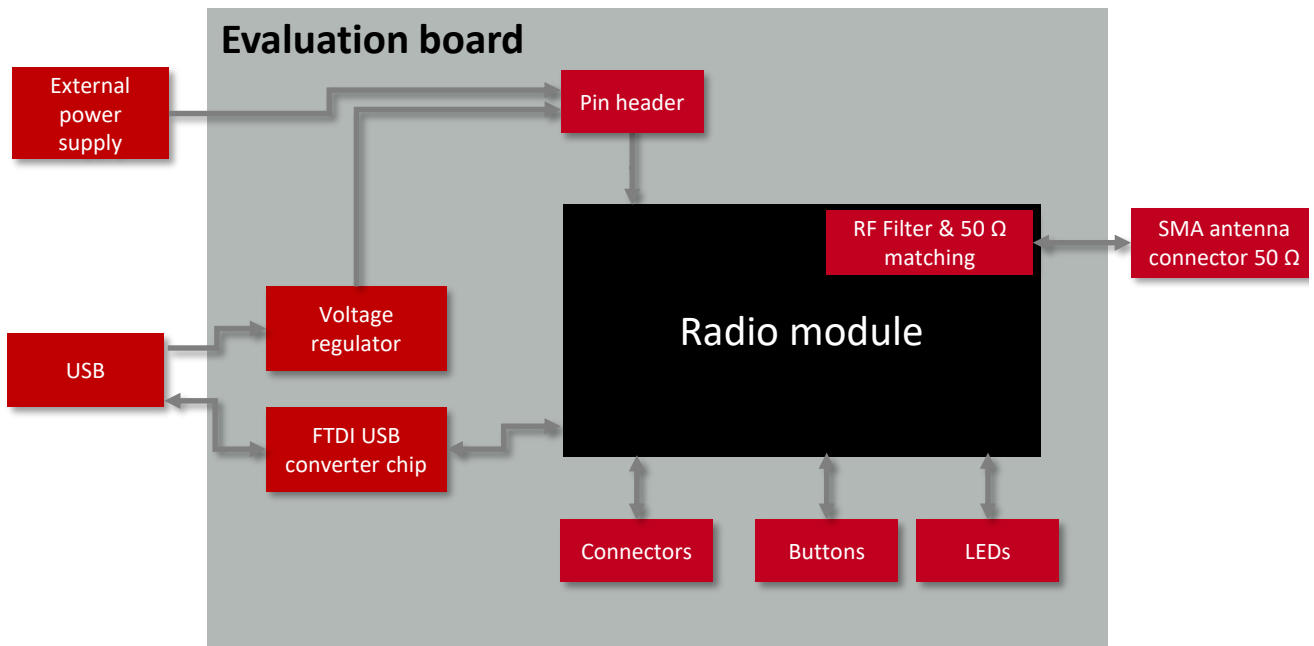 Evaluation board
External
power
supply
Pin header
RF Filter & 50 Ω
matching
SMA antenna
connector 50 Ω
Radio module
Voltage
regulator
USB
FTDI USB
converter chip
Connectors
Buttons
LEDs